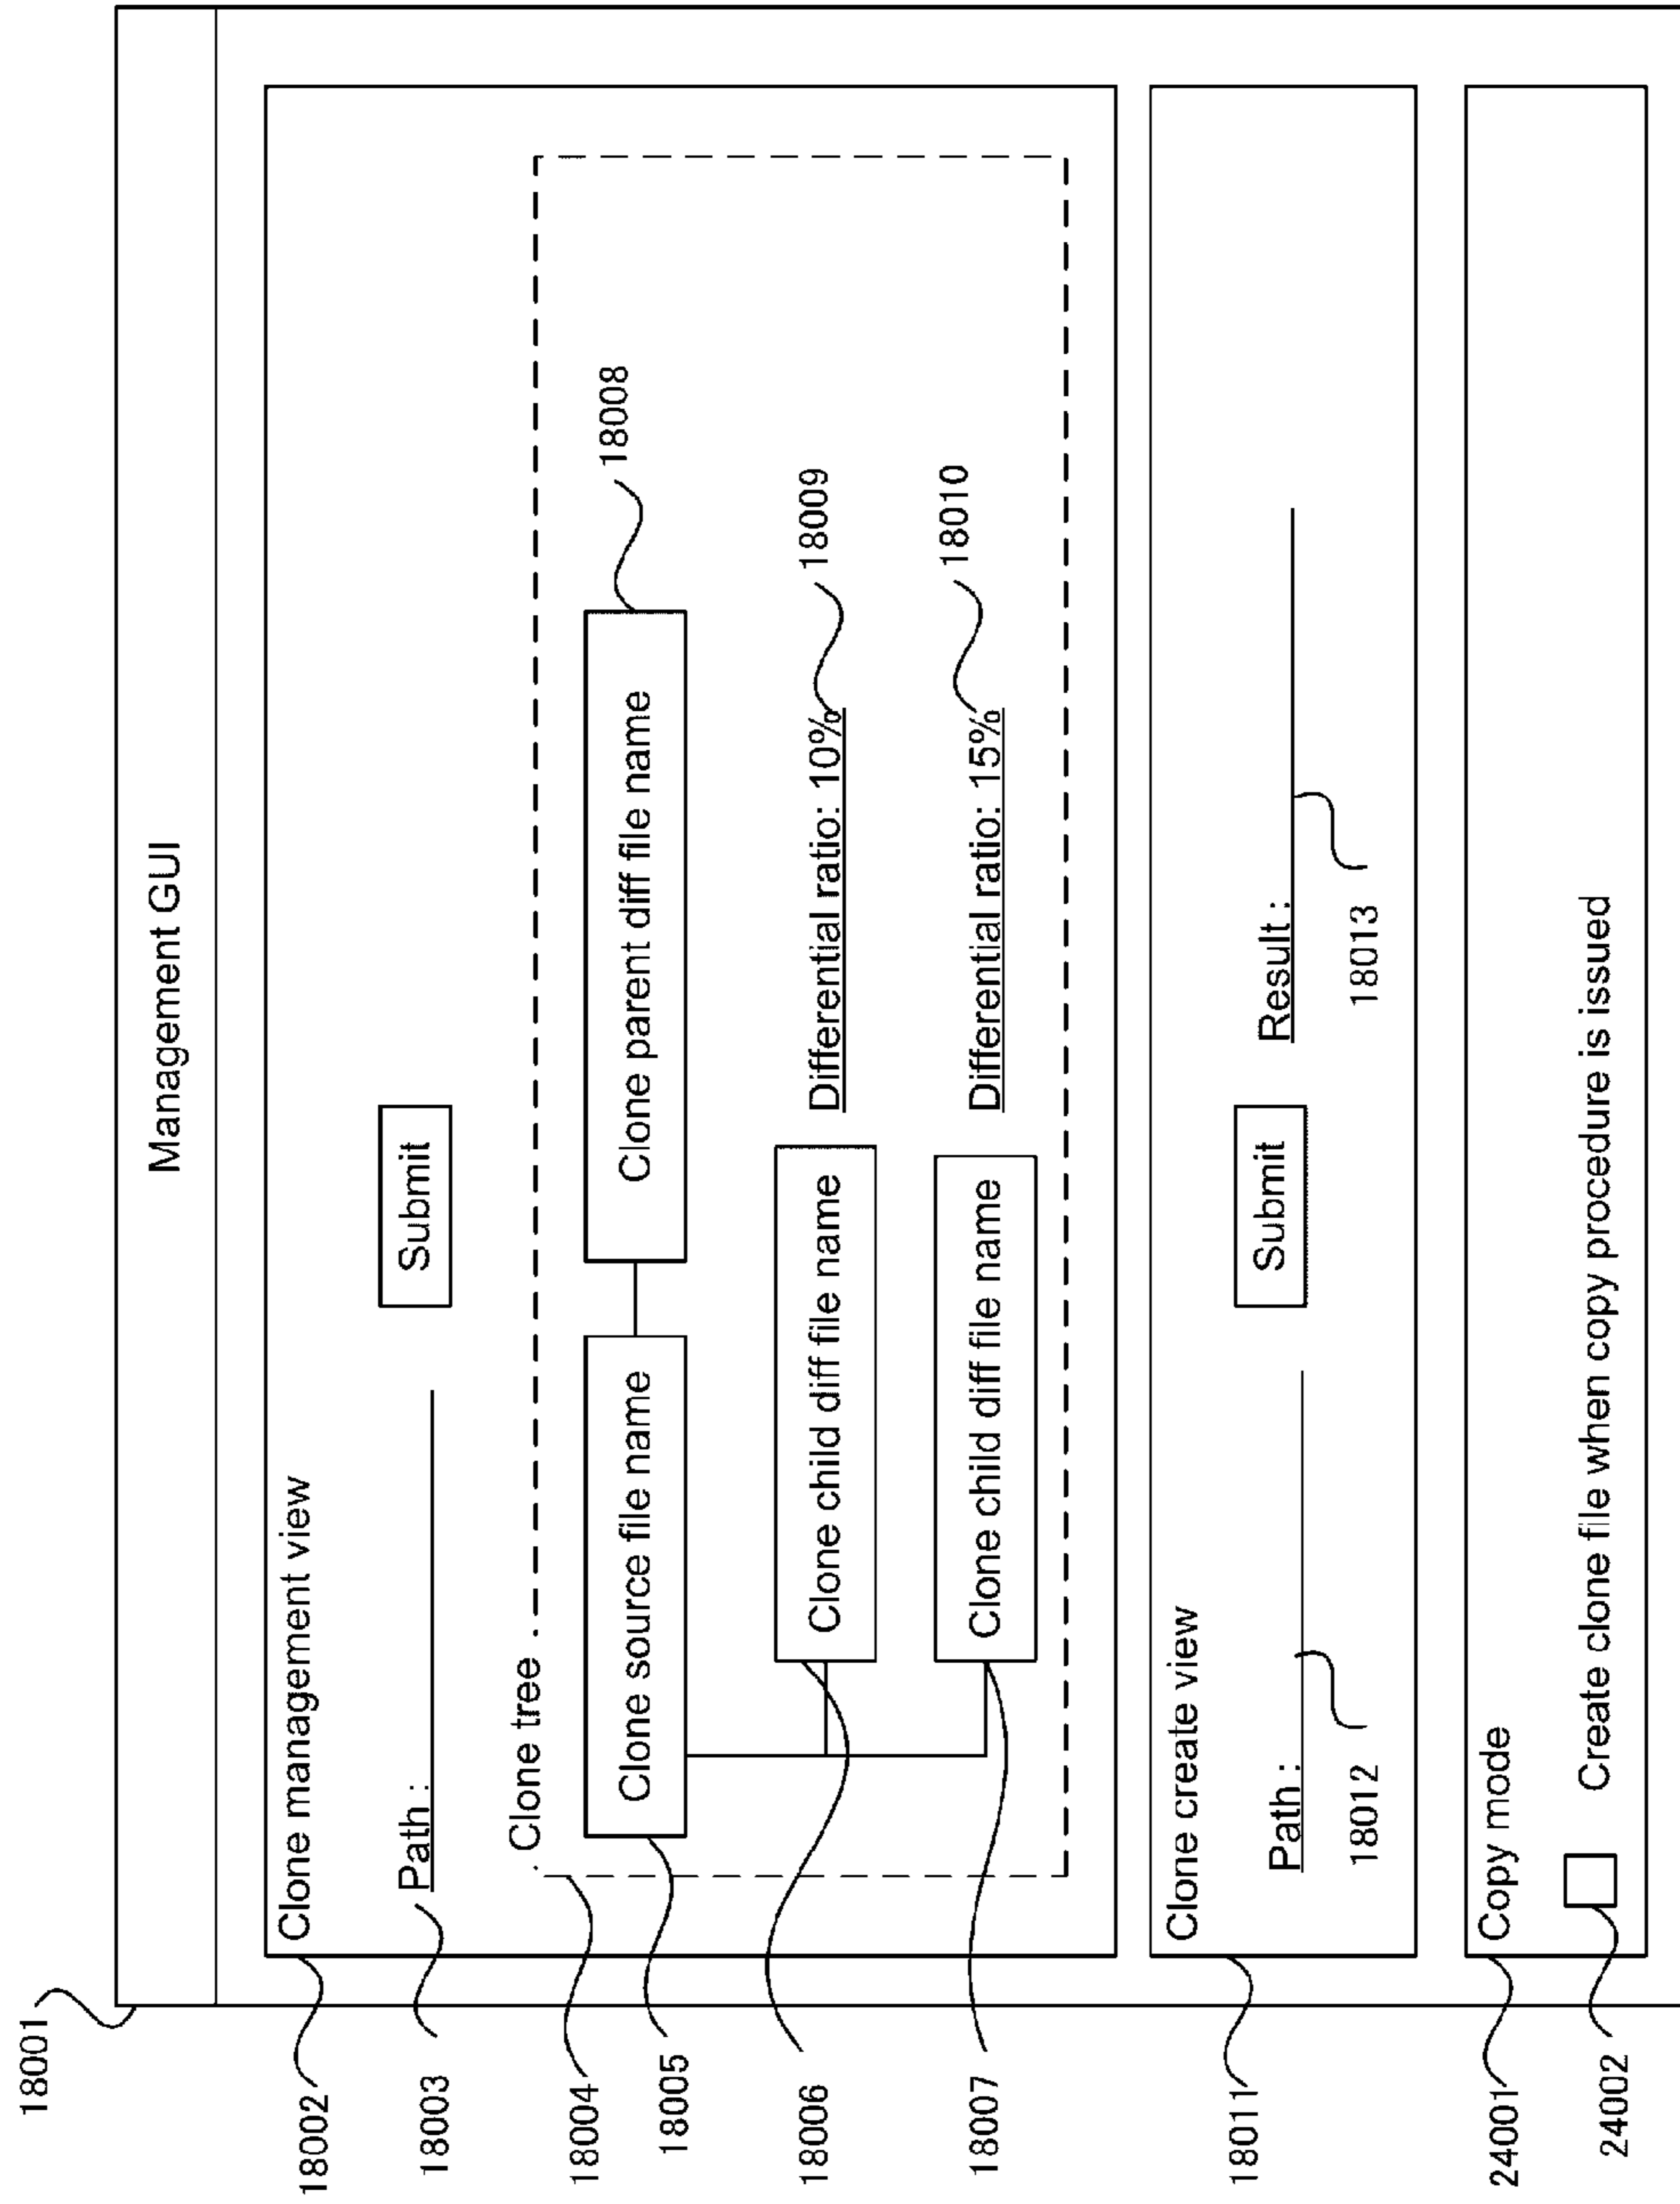 18001
Management GUI
18002
Clone management view
18003
Path :
Submit
18004
Clone tree
18005
Clone source file name
Clone parent diff file name
18008
18006
Clone child diff file name
Differential ratio: 10%
18009
18007
Clone child diff file name
Differential ratio: 15%
18010
18011
Clone create view
Path :
Submit
Result :
18012
18013
24001
Copy mode
24002
Create clone file when copy procedure is issued